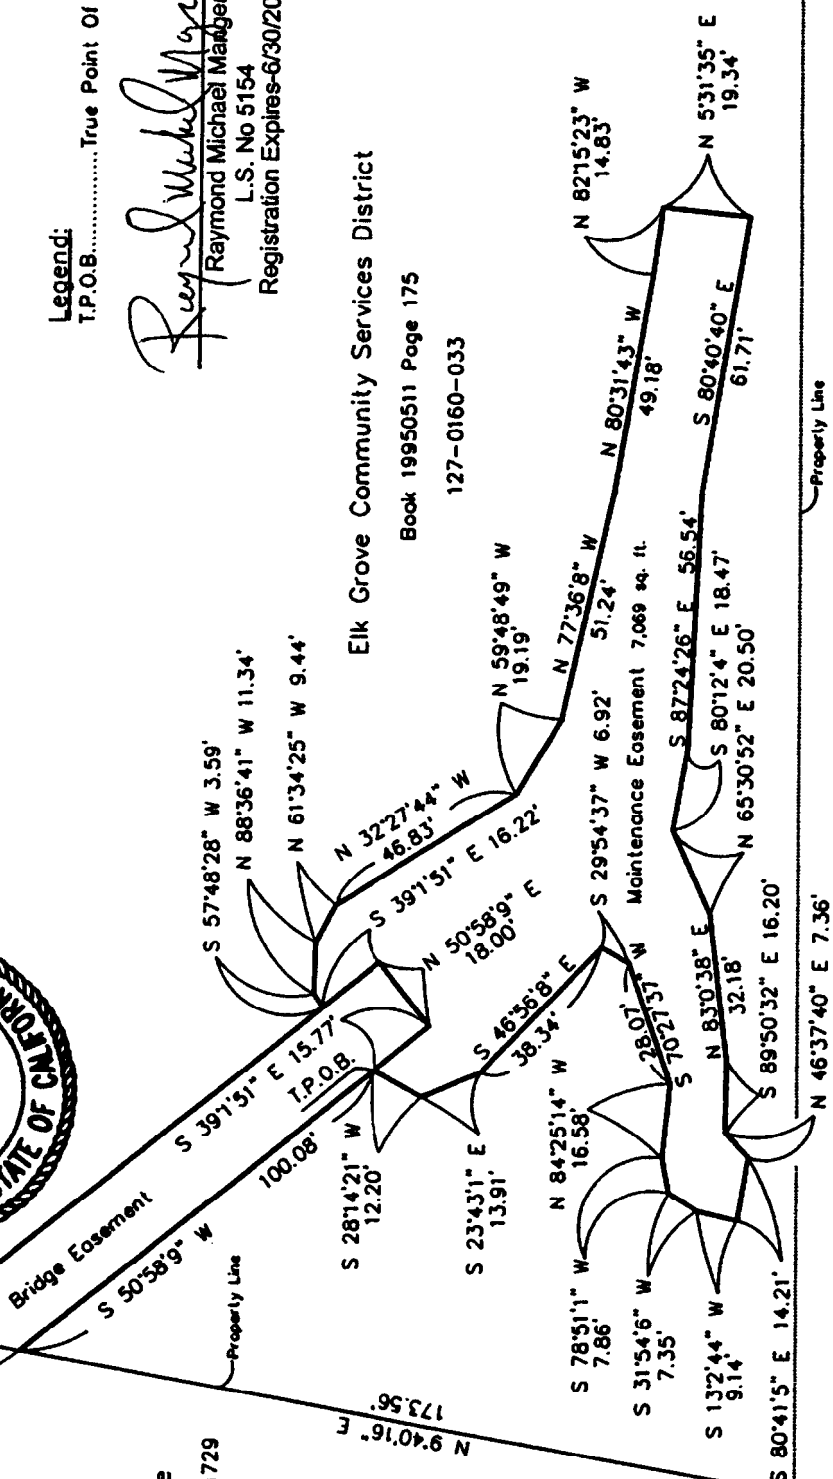 Legend:
T.P.O.B..............True Point Of
Raymond Michael
L.S. No 5154
Registration Expires 6/30/20
Elk Grove Community Services District
Book 19950511 Page 175
127-0160-033
N 82°15'23" W
14.83'
N 5°31'35" E
19.34'
N 80°31'43" W
49.18'
S 80°40'40" E
61.71'
N 77°36'8" W
51.24'
N 59°48'49" W
19.19'
Maintenance Easement 7,069 sq. ft.
S 87°24'26" E 56.54'
S 80°12'4" E 18.47'
N 65°30'52" E 20.50'
S 57°48'28" W 3.59'
N 88°36'41" W 11.34'
N 61°34'25" W 9.44'
N 32°27'44" W
46.83'
S 39°1'51" E 16.22'
N 50°58'9" E
18.00'
S 29°54'37" W 6.92'
S 46°56'8" E
38.34'
S 70°27'37" W
28.07'
N 83°0'38" E
32.18'
S 89°50'32" E 16.20'
N 46°37'40" E 7.36'
STATE OF CALIFORN
Bridge Easement
S 39°1'51" E 15.77'
T.P.O.B.
S 50°58'9" W
100.08'
S 28°14'21" W
12.20'
S 23°43'1" E
13.91'
N 84°25'14" W
16.58'
S 78°51'1" W
7.86'
S 31°54'6" W
7.35'
S 13°2'44" W
9.14'
S 80°41'5" E 14.21'
Property Line
Property Line
N 9°40'16" E
173.56'
1729